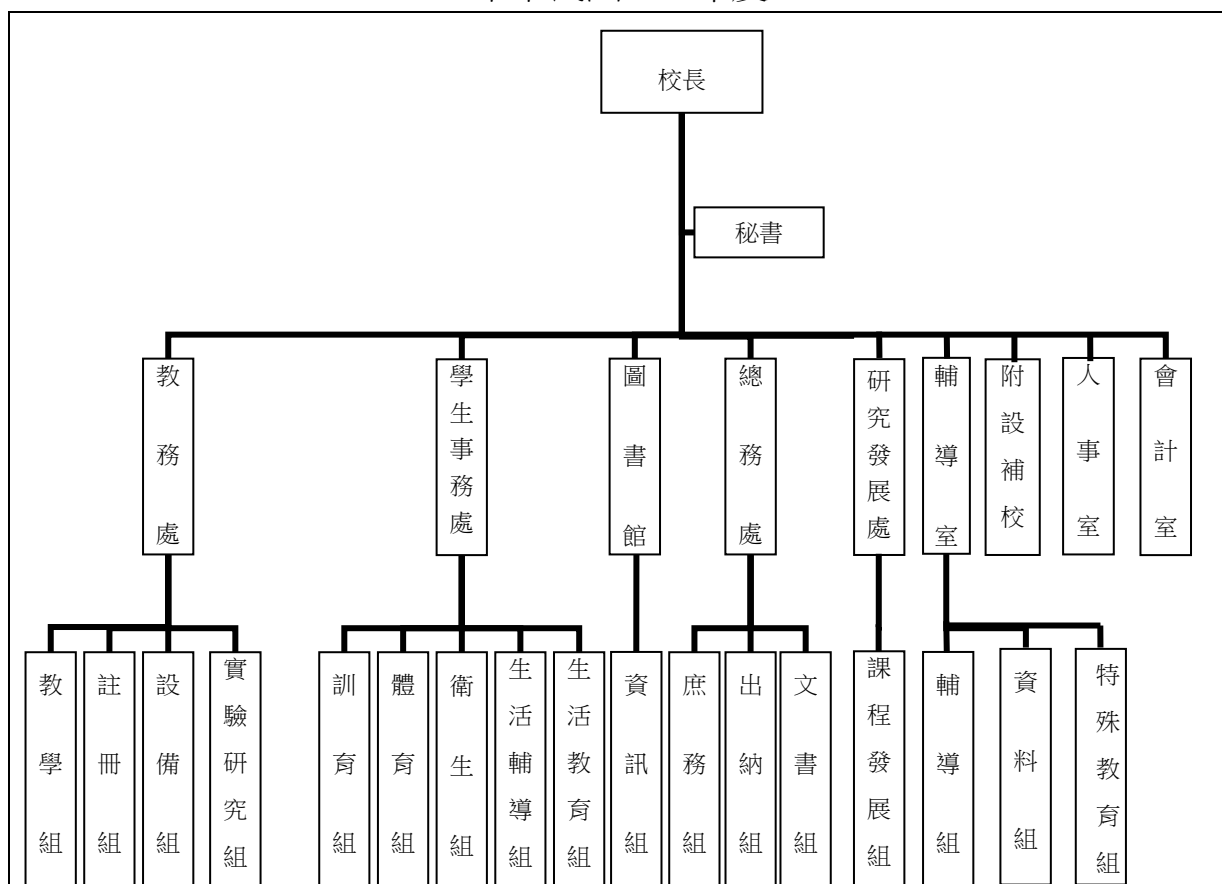 校長
秘書
教務處
學生事務處
圖書館
總務處
研究發展處
輔導室
附設補校
人事室
會計室
教學組
註冊組
設備組
實驗研究組
訓育組
體育組
衛生組
生活輔導組
生活教育組
資訊組
庶務組
出納組
文書組
課程發展組
輔導組
資料組
特殊教育組